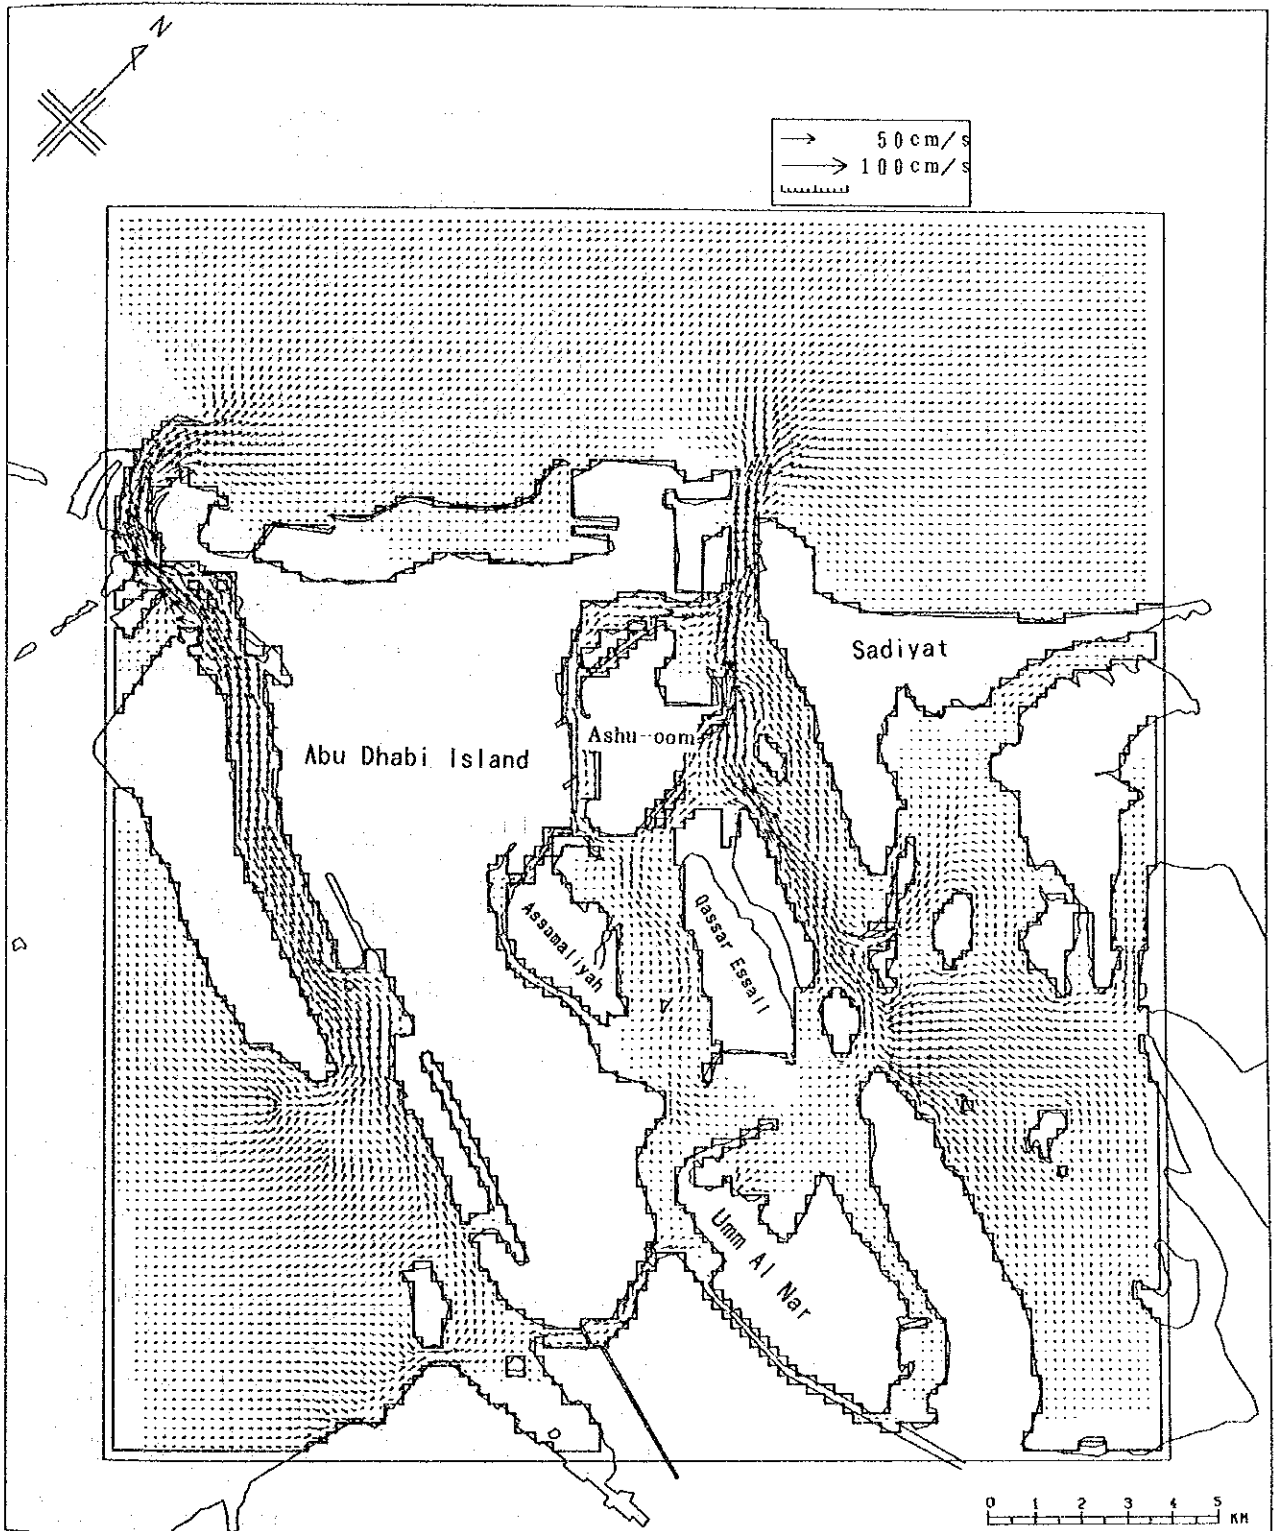 N
50cm/s
100cm/s
Sadiyat
Ashu-oom
Abu Dhabi Island
Assamaliyah
Qassar Essali
Umm Al Nar
0 1 2 3 4 5 KM